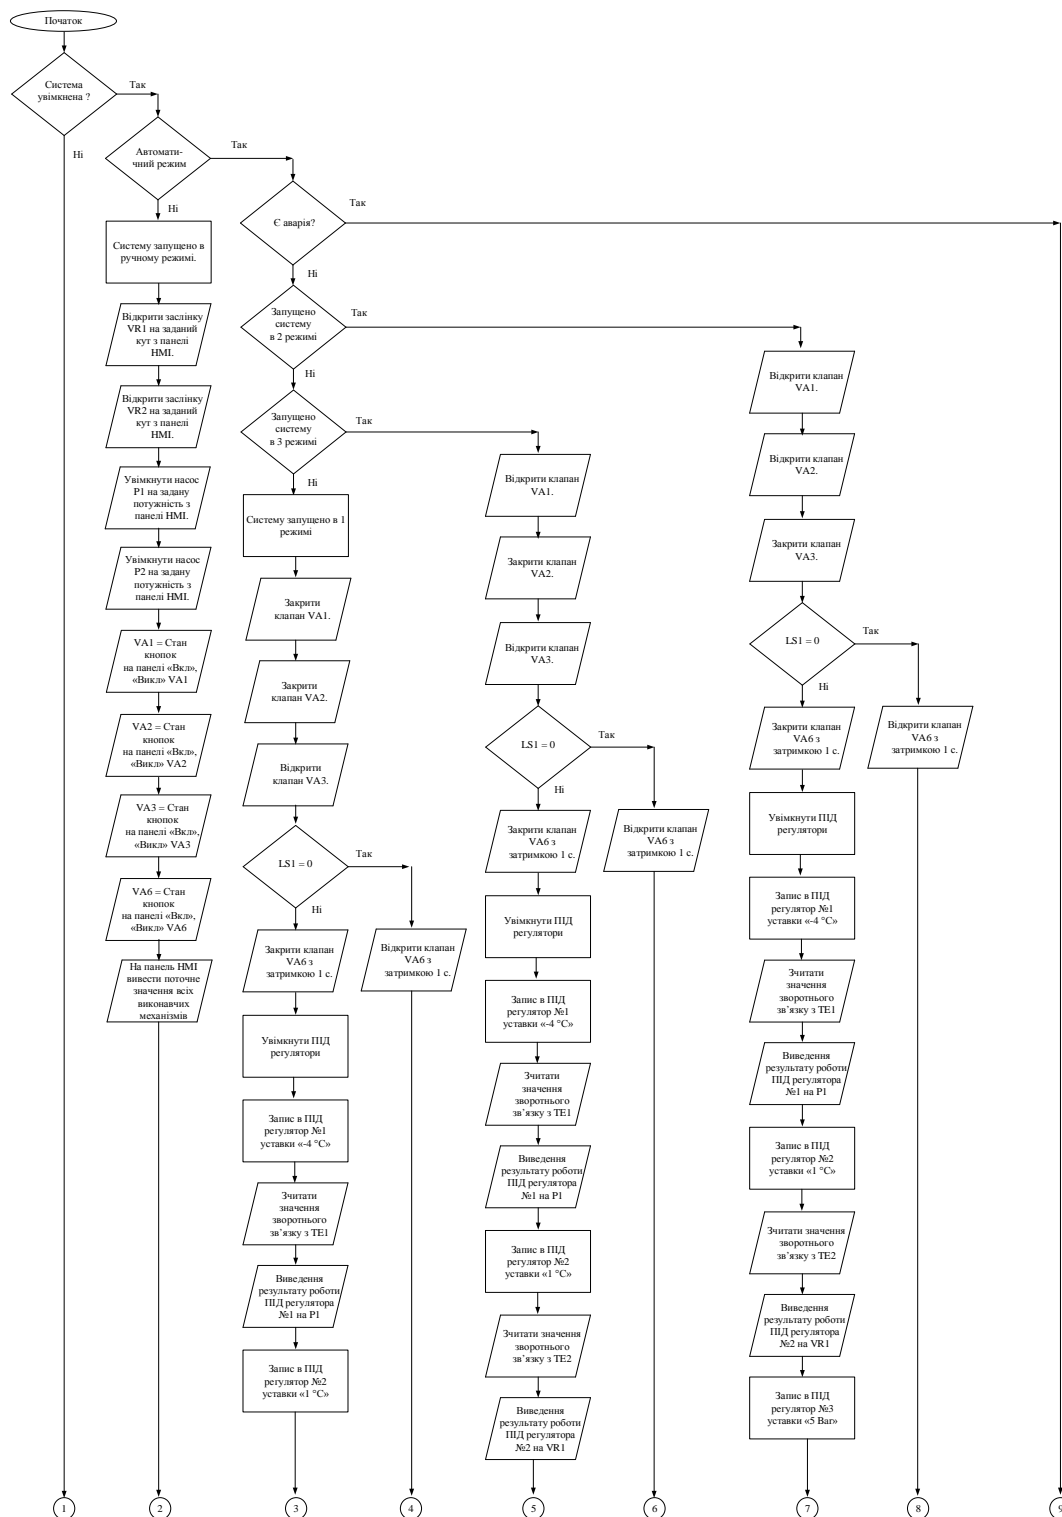 Початок
Система
увімкнена ?
Так
Ні
Автомати-
чний режим
Так
Ні
Є аварія?
Так
Ні
Систему запущено в
ручному режимі.
Відкрити заслінку
VR1 на заданий
кут з панелі
HMI.
Відкрити заслінку
VR2 на заданий
кут з панелі
HMI.
Увімкнути насос
P1 на задану
потужність з
панелі HMI.
Увімкнути насос
P2 на задану
потужність з
панелі HMI.
VA1 = Стан
кнопок
на панелі «Вкл»,
«Викл» VA1
VA2 = Стан
кнопок
на панелі «Вкл»,
«Викл» VA2
VA3 = Стан
кнопок
на панелі «Вкл»,
«Викл» VA3
VA6 = Стан
кнопок
на панелі «Вкл»,
«Викл» VA6
На панель HMI
вивести поточне
значення всіх
виконавчих
механізмів
Запущено
систему
в 2 режимі
Так
Ні
Запущено
систему
в 3 режимі
Так
Ні
Систему запущено в 1
режимі
Закрити
клапан VA1.
Закрити
клапан VA2.
Відкрити
клапан VA3.
LS1 = 0
Так
Ні
Закрити клапан
VA6 з
затримкою 1 с.
Відкрити клапан
VA6 з
затримкою 1 с.
Увімкнути ПІД
регулятори
Запис в ПІД
регулятор №1
уставки «-4 °C»
Зчитати
значення
зворотнього
зв’язку з TE1
Виведення
результату роботи
ПІД регулятора
№1 на P1
Запис в ПІД
регулятор №2
уставки «1 °C»
Відкрити клапан
VA1.
Закрити клапан
VA2.
Відкрити клапан
VA3.
LS1 = 0
Так
Ні
Закрити клапан
VA6 з
затримкою 1 с.
Відкрити клапан
VA6 з
затримкою 1 с.
Увімкнути ПІД
регулятори
Запис в ПІД
регулятор №1
уставки «-4 °C»
Зчитати
значення
зворотнього
зв’язку з TE1
Виведення
результату роботи
ПІД регулятора
№1 на P1
Запис в ПІД
регулятор №2
уставки «1 °C»
Зчитати значення
зворотнього
зв’язку з TE2
Виведення
результату роботи
ПІД регулятора
№2 на VR1
Відкрити клапан
VA1.
Відкрити клапан
VA2.
Закрити клапан
VA3.
LS1 = 0
Так
Ні
Закрити клапан
VA6 з
затримкою 1 с.
Відкрити клапан
VA6 з
затримкою 1 с.
Увімкнути ПІД
регулятори
Запис в ПІД
регулятор №1
уставки «-4 °C»
Зчитати
значення
зворотнього
зв’язку з TE1
Виведення
результату роботи
ПІД регулятора
№1 на P1
Запис в ПІД
регулятор №2
уставки «1 °C»
Зчитати значення
зворотнього
зв’язку з TE2
Виведення
результату роботи
ПІД регулятора
№2 на VR1
Запис в ПІД
регулятор №3
уставки «5 Bar»
1
2
3
4
5
6
7
8
9